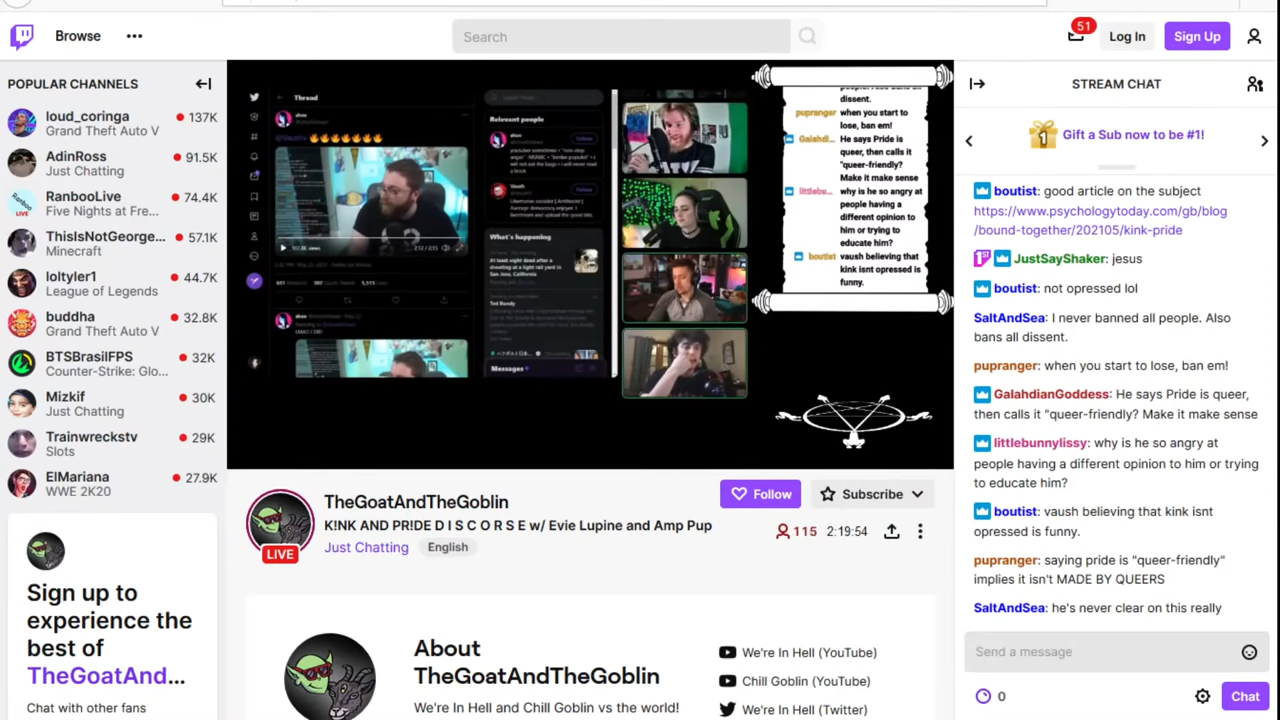 Browse
Search
51
Log In
Sign Up
POPULAR CHANNELS
loud_coringa
Grand Theft Auto V
137K
AdinRoss
Just Chatting
91.5K
RanbooLive
Five Nights at Fre...
74.4K
MinasmotGeorge...
Minecraft
57.1K
loltyler1
League of Legends
44K
buddha
Grand Theft Auto V
32.8K
BTSBrasilFPS
Counter-Strike: Glo...
32K
Mizkif
Just Chatting
30K
Trainwreckstv
Slots
29K
ElMariana
WWE 2K20
27.9K
Sign up to
experience the
best of
TheGoatAnd...
Chat with other fans
Thread
Relevant people
What's happening
Messages
dissent.
pupranger when you start to
lose, ban em!
Galahdi... He says Pride is
queer, then calls it
"queer-friendly?
Make it make sense
littlebu... why is he so angry at
people having a
different opinion to
him or trying to
educate him?
boutist vaush believing that
kink isnt opressed is
funny.
LIVE
TheGoatAndTheGoblin
K!NK AND PR!DE D I S C O R S E w/ Evie Lupine and Amp Pup
Just Chatting
English
Follow
Subscribe
115
2:19:54
About
TheGoatAndTheGoblin
We're In Hell and Chill Goblin vs the world!
We're In Hell (YouTube)
Chill Goblin (YouTube)
We're In Hell (Twitter)
STREAM CHAT
1
Gift a Sub now to be #1!
boutist: good article on the subject
https://www.psychologytoday.com/gb/blog
/bound-together/202105/kink-pride
JustSayShaker: jesus
boutist: not opressed lol
SaltAndSea: I never banned all people. Also
bans all dissent.
pupranger: when you start to lose, ban em!
GalahdianGoddess: He says Pride is queer,
then calls it "queer-friendly? Make it make sense
littlebunnylissy: why is he so angry at
people having a different opinion to him or trying
to educate him?
boutist: vaush believing that kink isnt
opressed is funny.
pupranger: saying pride is "queer-friendly"
implies it isn't MADE BY QUEERS
SaltAndSea: he's never clear on this really
Send a message
0
Chat